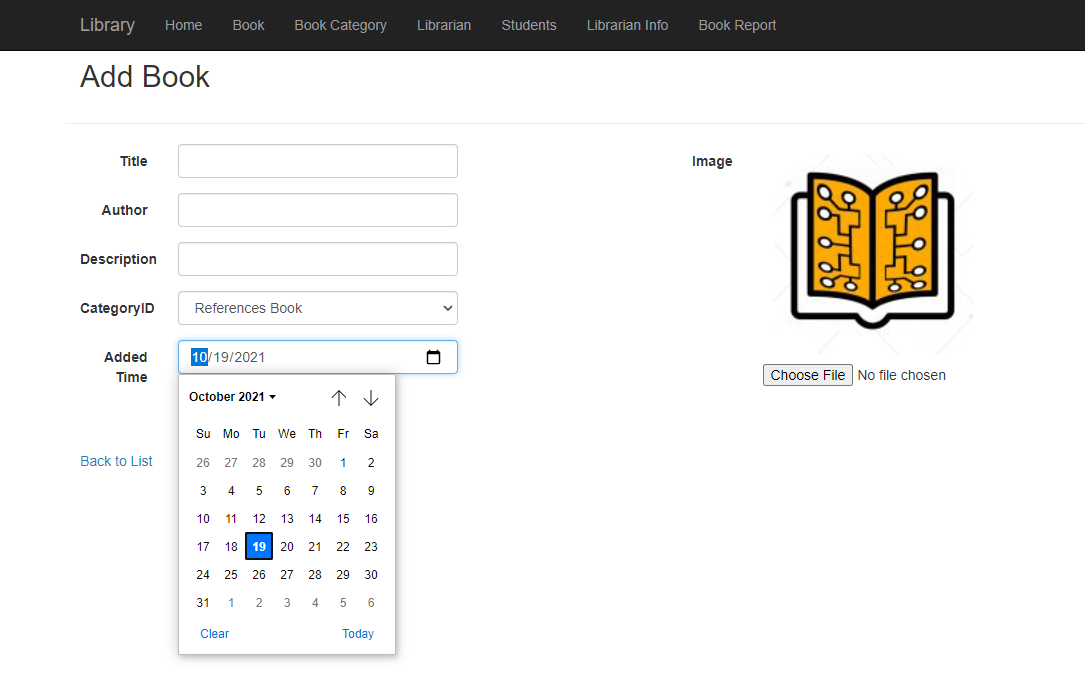 Library Home Book Book Category Librarian Students Librarian Info Book Report
Add Book
Title
Author
Description
CategoryID References Book
Added Time 10/19/2021
October 2021
Su Mo Tu We Th Fr Sa
26 27 28 29 30 1 2
3 4 5 6 7 8 9
10 11 12 13 14 15 16
17 18 19 20 21 22 23
24 25 26 27 28 29 30
31 1 2 3 4 5 6
Clear Today
Back to List
Image
Choose File No file chosen